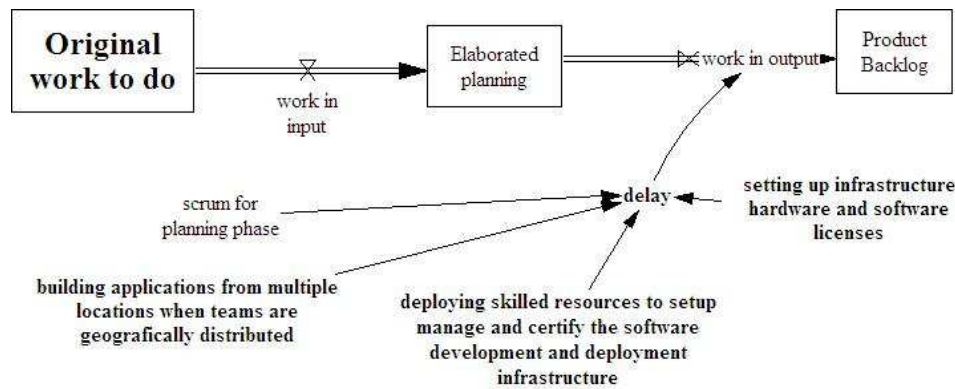 Original
work to do
work in
input
Elaborated
planning
work in output
Product
Backlog
delay
scrum for
planning phase
setting up infrastructure
hardware and software
licenses
building applications from multiple
locations when teams are
geografically distributed
deploying skilled resources to setup
manage and certify the software
development and deployment
infrastructure